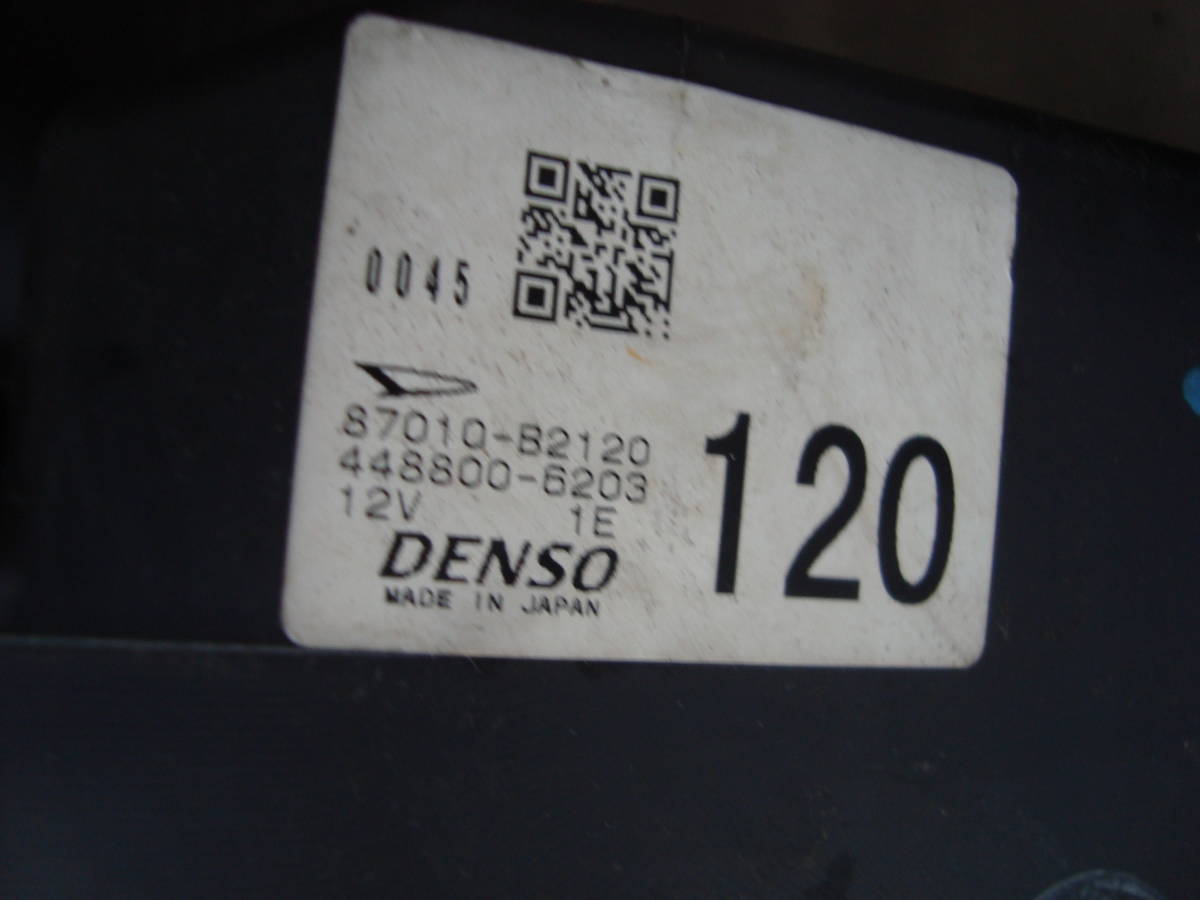 0045
87010-B2120
448800-6203
12V 1E
120
DENSO
MADE IN JAPAN